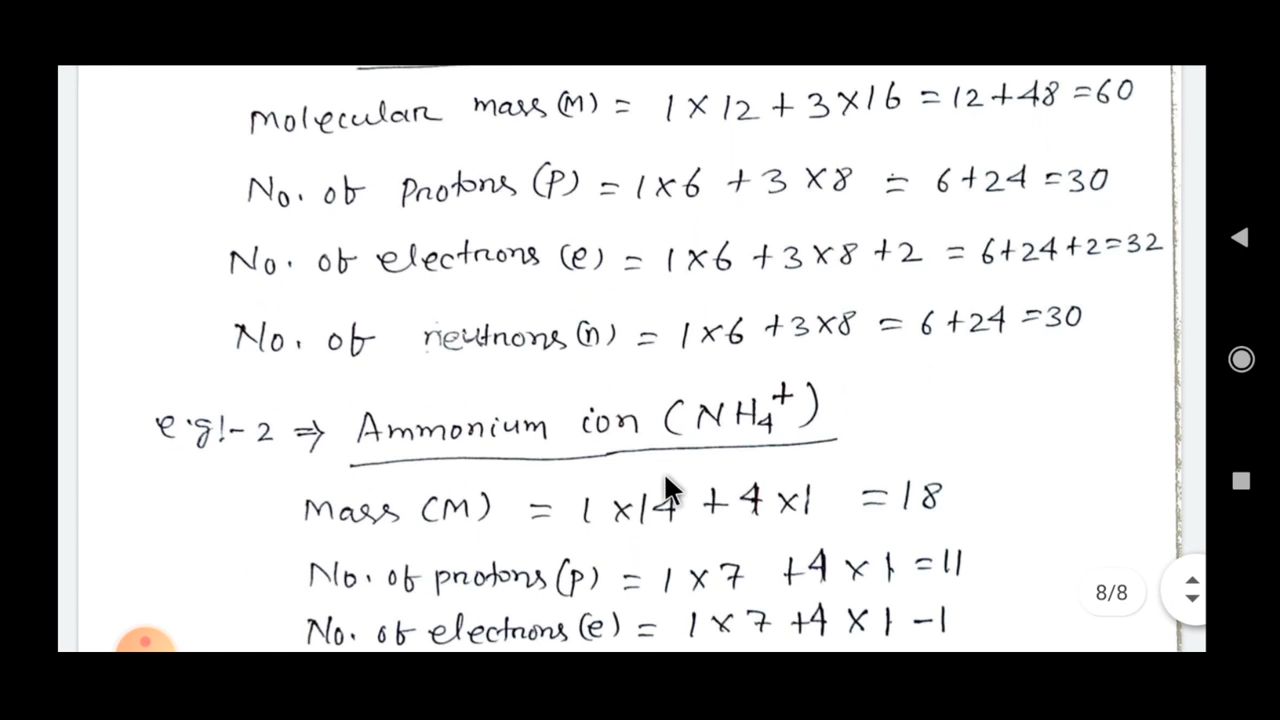 Molecular mass (M) = 1 × 12 + 3 × 16 = 12 + 48 = 60
No. of protons (P) = 1 × 6 + 3 × 8 = 6 + 24 = 30
No. of electrons (e) = 1 × 6 + 3 × 8 + 2 = 6 + 24 + 2 = 32
No. of neutrons (n) = 1 × 6 + 3 × 8 = 6 + 24 = 30
e.g:- 2 ⇒ Ammonium ion (NH₄⁺)
Mass (M) = 1 × 14 + 4 × 1 = 18
No. of protons (p) = 1 × 7 + 4 × 1 = 11
No. of electrons (e) = 1 × 7 + 4 × 1 - 1
8/8